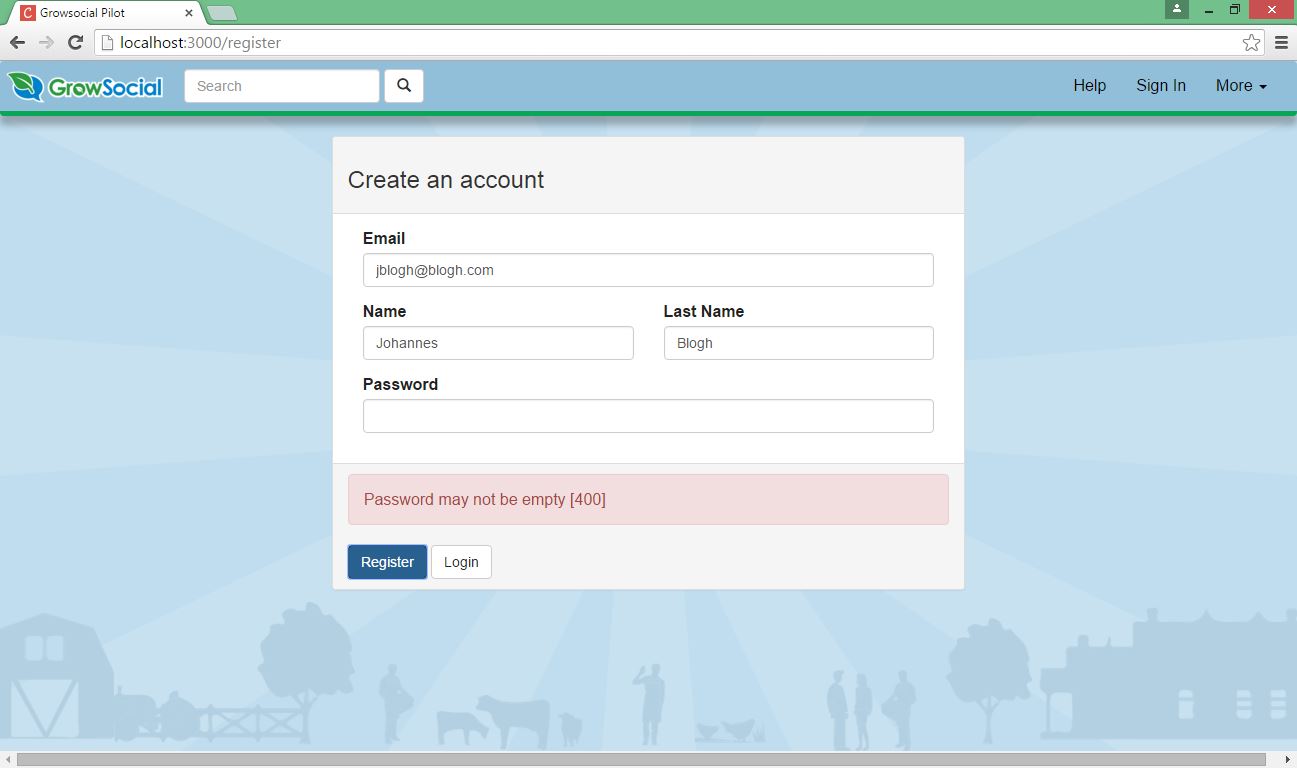 Growsocial Pilot
localhost:3000/register
GrowSocial
Search
Help
Sign In
More
Create an account
Email
jblogh@blogh.com
Name
Last Name
Johannes
Blogh
Password
Password may not be empty [400]
Register
Login